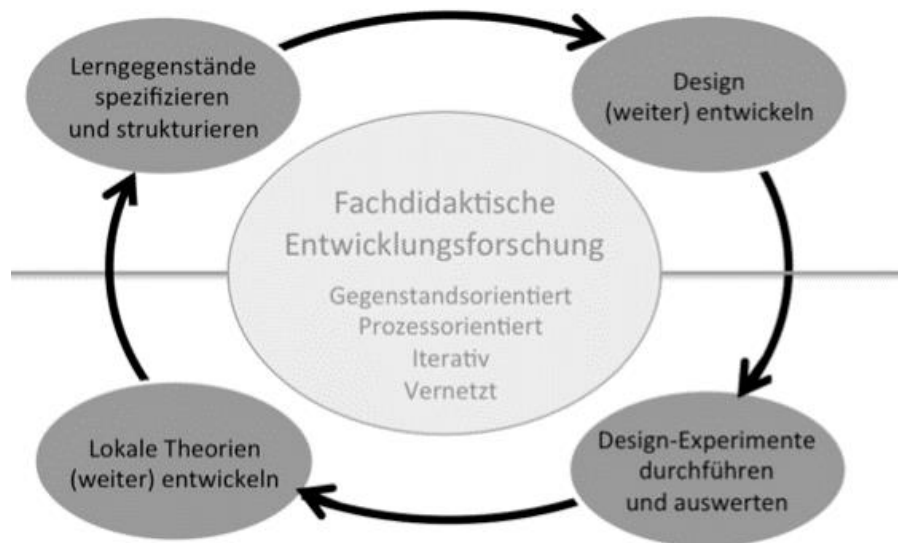 Lerngegenstände
spezifizieren
und strukturieren
Design
(weiter) entwickeln
Fachdidaktische
Entwicklungsforschung
Gegenstandsorientiert
Prozessorientiert
Iterativ
Vernetzt
Lokale Theorien
(weiter) entwickeln
Design-Experimente
durchführen
und auswerten